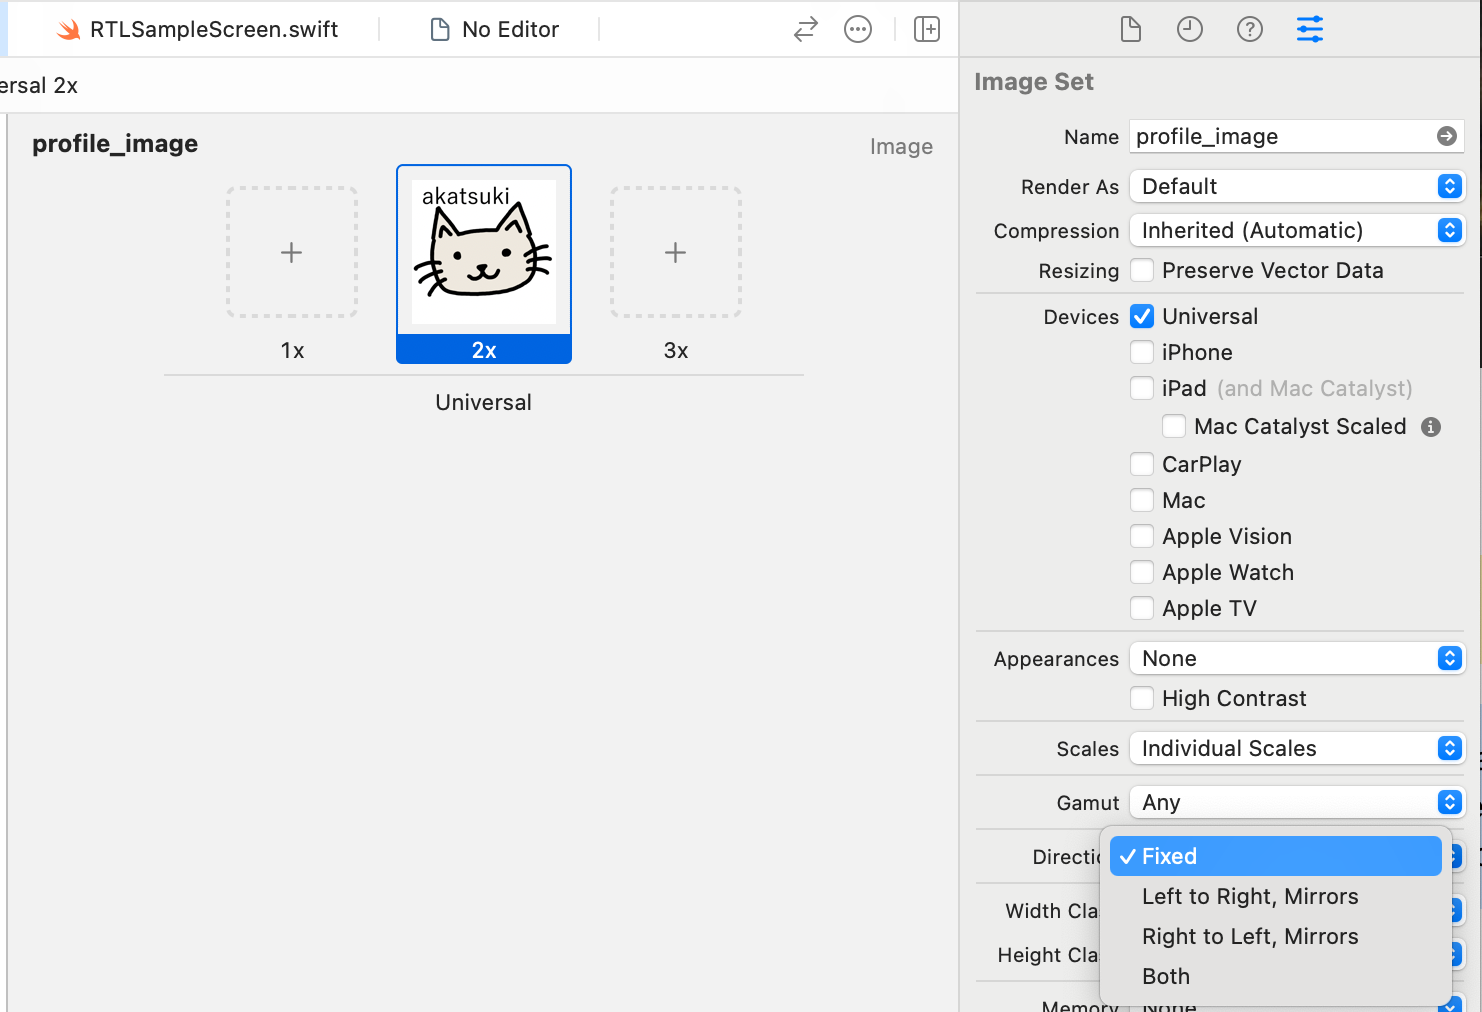 RTLSampleScreen.swift
No Editor
ersal 2x
profile_image
Image
akatsuki
1x
2x
3x
Universal
Image Set
Name profile_image
Render As Default
Compression Inherited (Automatic)
Resizing Preserve Vector Data
Devices Universal
iPhone
iPad (and Mac Catalyst)
Mac Catalyst Scaled
CarPlay
Mac
Apple Vision
Apple Watch
Apple TV
Appearances None
High Contrast
Scales Individual Scales
Gamut Any
Directio Fixed
Left to Right, Mirrors
Width Cla
Right to Left, Mirrors
Height Cla
Both
Memory None